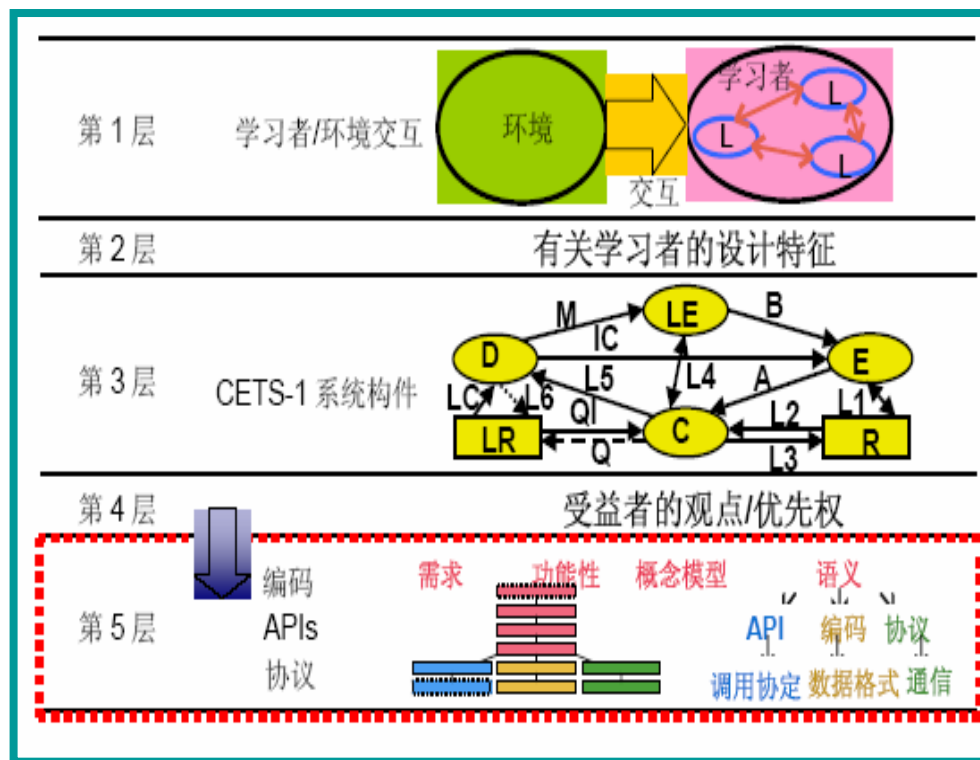 第1层
学习者/环境交互
环境
交互
学习者
L
L
L
第2层
有关学习者的设计特征
第3层
CETS-1 系统构件
M
LE
B
IC
D
E
L5
L4
A
LC
L6
L1
QI
L2
LR
C
R
Q
L3
第4层
受益者的观点/优先权
第5层
编码
APIs
协议
需求
功能性
概念模型
语义
API
编码
协议
调用协定
数据格式
通信